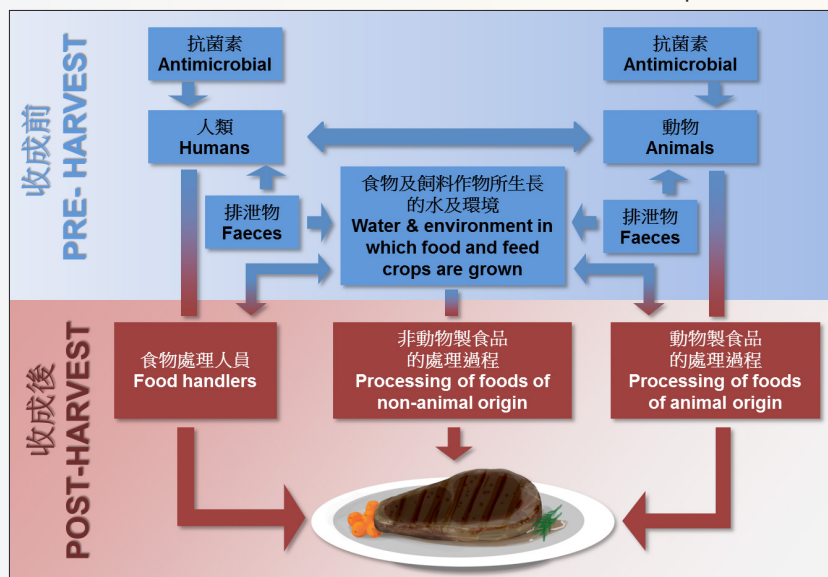 收成前
PRE- HARVEST
抗菌素
Antimicrobial
抗菌素
Antimicrobial
人類
Humans
動物
Animals
食物及飼料作物所生長
的水及環境
Water & environment in
which food and feed
crops are grown
排泄物
Faeces
排泄物
Faeces
收成後
POST-HARVEST
食物處理人員
Food handlers
非動物製食品
的處理過程
Processing of foods of
non-animal origin
動物製食品
的處理過程
Processing of foods
of animal origin